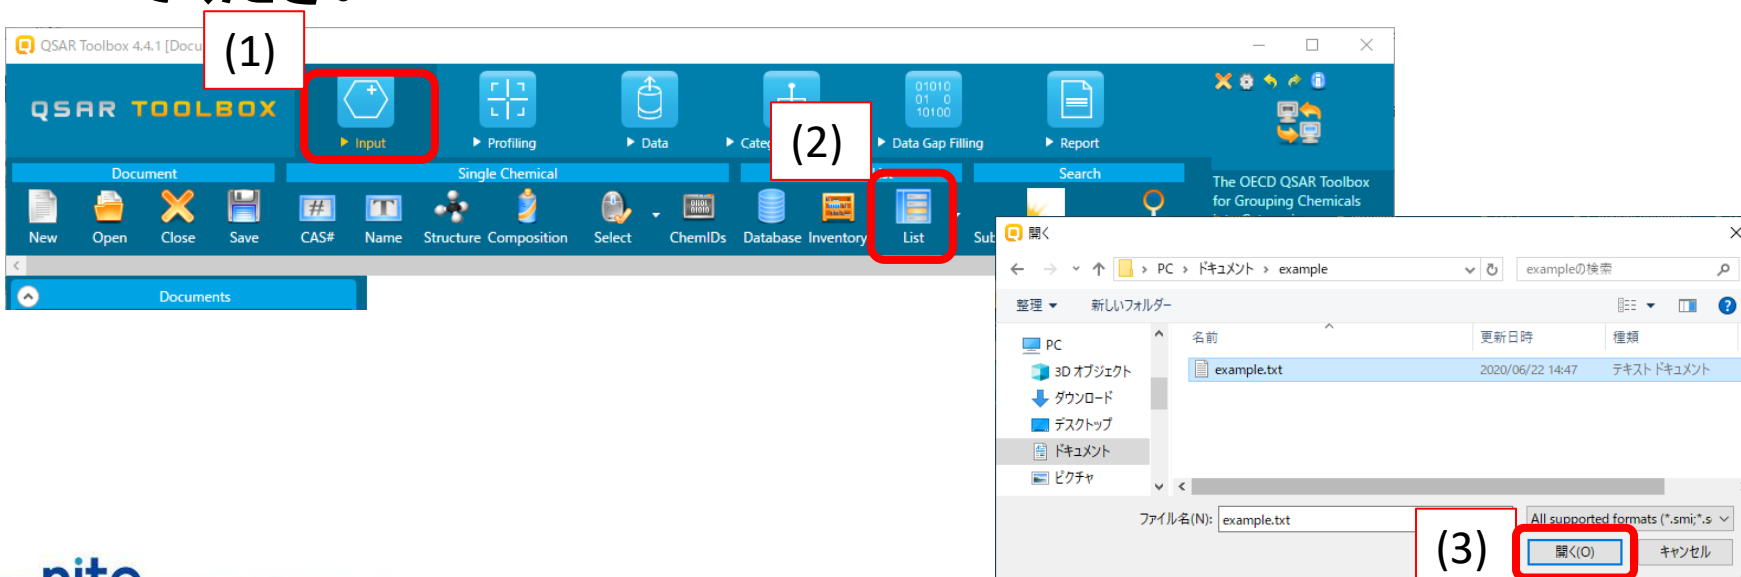 ください。
(1)
QSAR Toolbox 4.4.1 [Docu
QSAR TOOLBOX
Input
Profiling
Data
Categ
(2)
Data Gap Filling
Report
Document
Single Chemical
Search
The OECD QSAR Toolbox
for Grouping Chemicals
New
Open
Close
Save
CAS#
Name
Structure
Composition
Select
ChemIDs
Database
Inventory
List
Sub
Documents
開く
PC › ドキュメント › example
exampleの検索
整理
新しいフォルダー
名前
更新日時
種類
PC
3D オブジェクト
ダウンロード
デスクトップ
ドキュメント
ピクチャ
example.txt
2020/06/22 14:47
テキスト ドキュメント
ファイル名(N):
example.txt
All supported formats (*.smi;*.s
(3)
開く(O)
キャンセル
nite